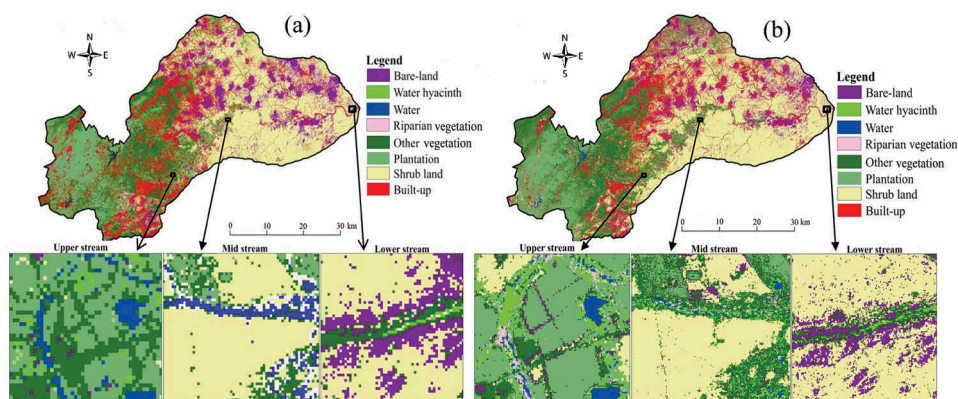 (a)
N
W E
S
Legend
Bare-land
Water hyacinth
Water
Riparian vegetation
Other vegetation
Plantation
Shrub land
Built-up
0 10 20 30 km
Upper stream Mid stream Lower stream
(b)
N
W E
S
Legend
Bare-land
Water hyacinth
Water
Riparian vegetation
Other vegetation
Plantation
Shrub land
Built-up
0 10 20 30 km
Upper stream Mid stream Lower stream